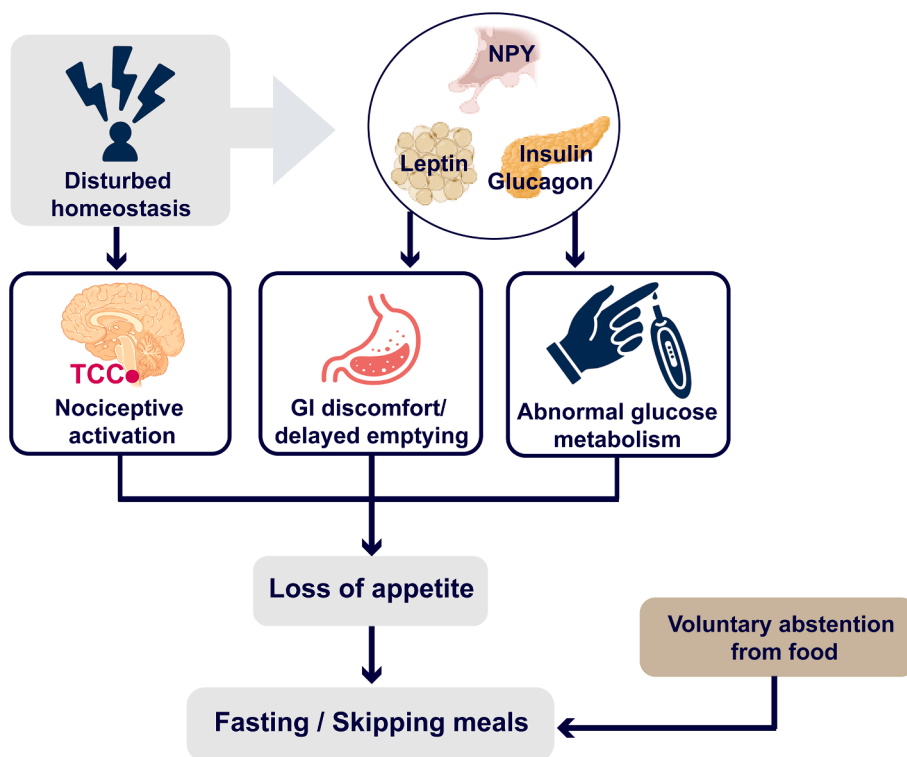 NPY
Leptin
Insulin
Glucagon
Disturbed
homeostasis
TCC
Nociceptive
activation
GI discomfort/
delayed emptying
Abnormal glucose
metabolism
Loss of appetite
Voluntary abstention
from food
Fasting / Skipping meals